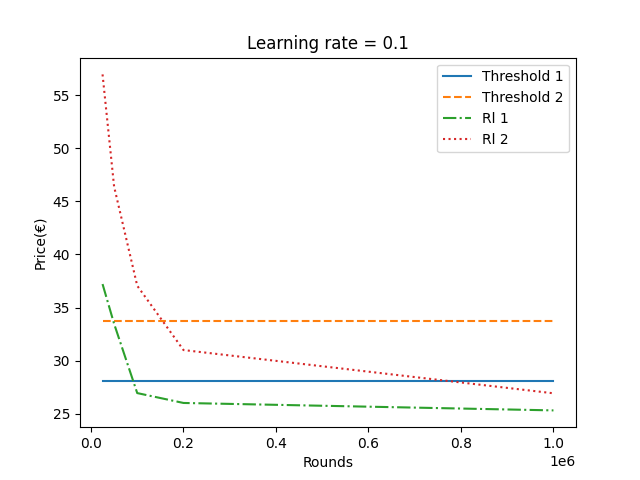 Learning rate = 0.1
Threshold 1
Threshold 2
Rl 1
Rl 2
Price(€)
55
50
45
40
35
30
25
0.0
0.2
0.4
0.6
0.8
1.0
1e6
Rounds